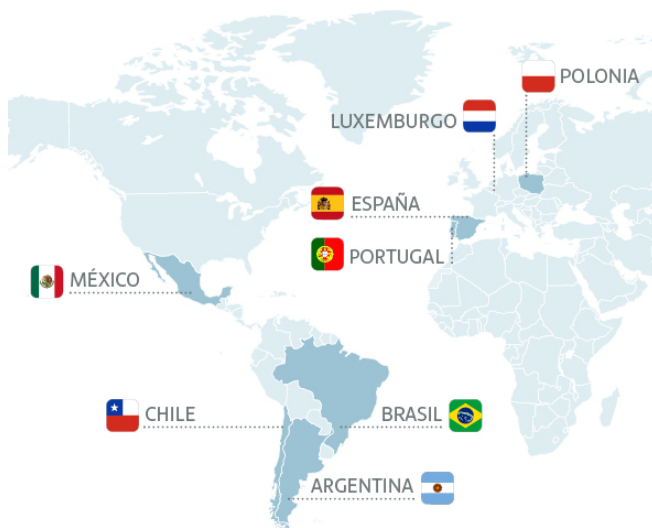 POLONIA
LUXEMBURGO
ESPAÑA
PORTUGAL
MÉXICO
CHILE
BRASIL
ARGENTINA